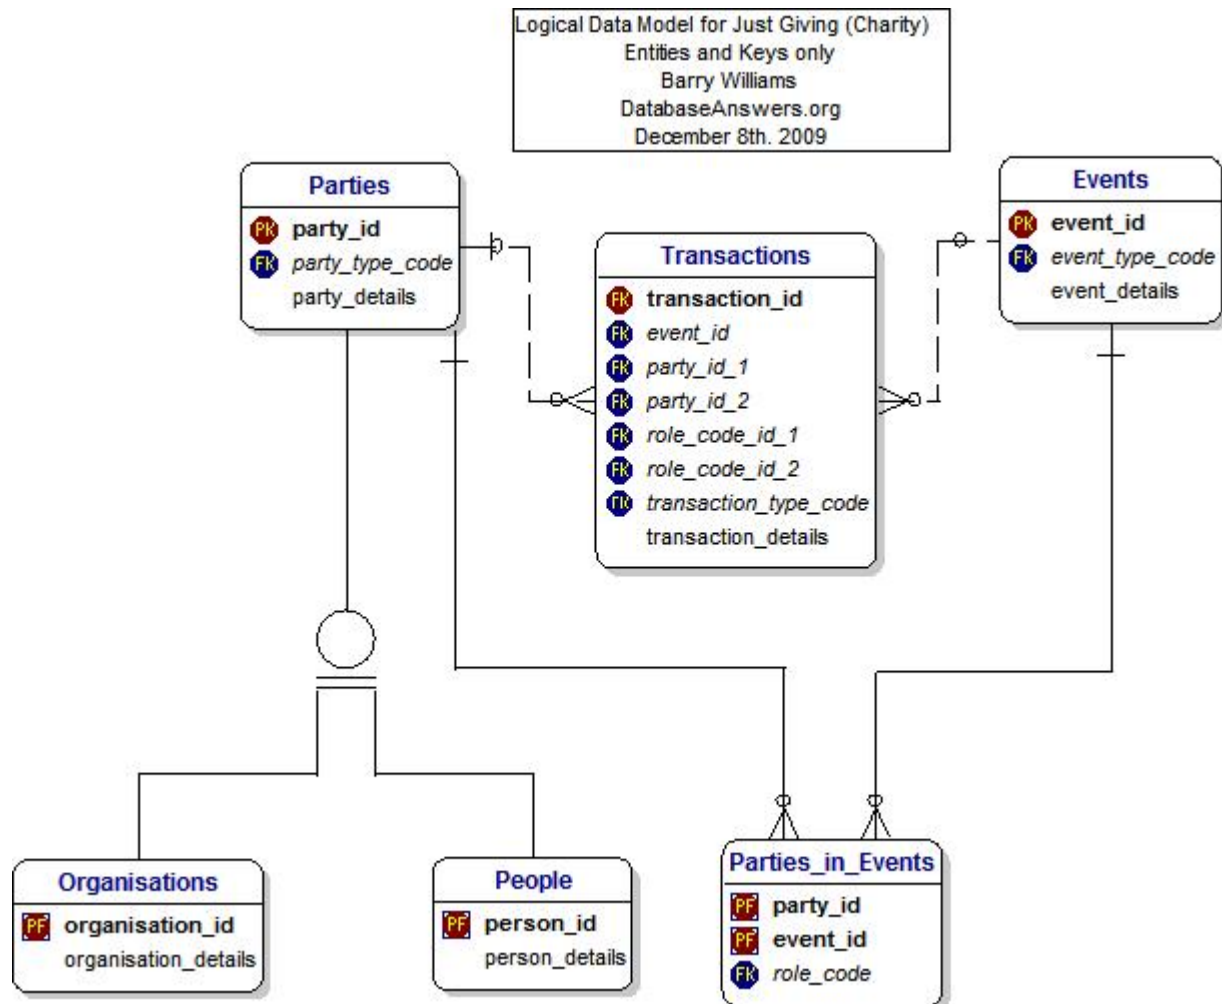 Logical Data Model for Just Giving (Charity)
Entities and Keys only
Barry Williams
DatabaseAnswers.org
December 8th. 2009
Parties
PK party_id
FK party_type_code
party_details
Transactions
FK transaction_id
FK event_id
FK party_id_1
FK party_id_2
FK role_code_id_1
FK role_code_id_2
FK transaction_type_code
transaction_details
Events
PK event_id
FK event_type_code
event_details
Organisations
PF organisation_id
organisation_details
People
PF person_id
person_details
Parties_in_Events
PF party_id
PF event_id
FK role_code